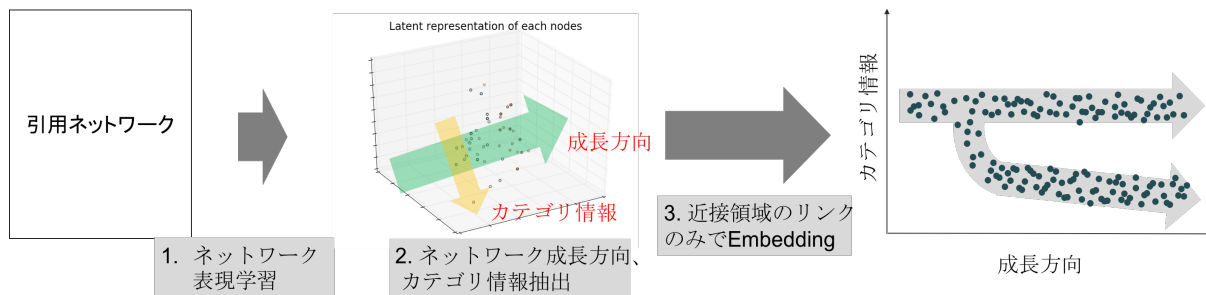 引用ネットワーク
1. ネットワーク
表現学習
Latent representation of each nodes
成長方向
カテゴリ情報
2. ネットワーク成長方向、
カテゴリ情報抽出
3. 近接領域のリンク
のみでEmbedding
カテゴリ情報
成長方向